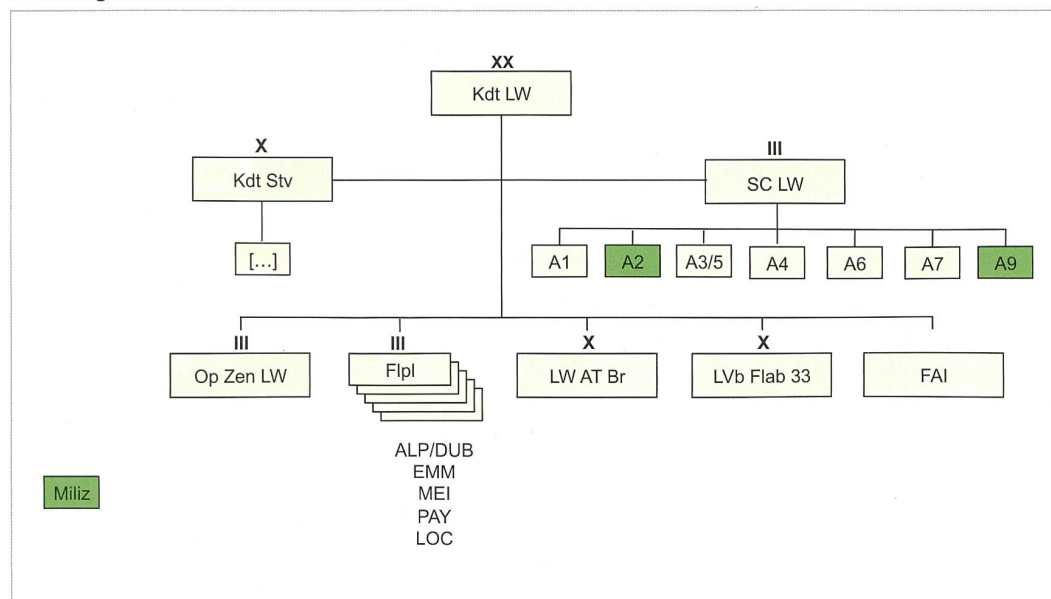 XX
Kdt LW
X
Kdt Stv
III
SC LW
[...]
A1
A2
A3/5
A4
A6
A7
A9
III
Op Zen LW
III
Flpl
X
LW AT Br
X
LVb Flab 33
FAI
ALP/DUB
EMM
MEI
PAY
LOC
Miliz